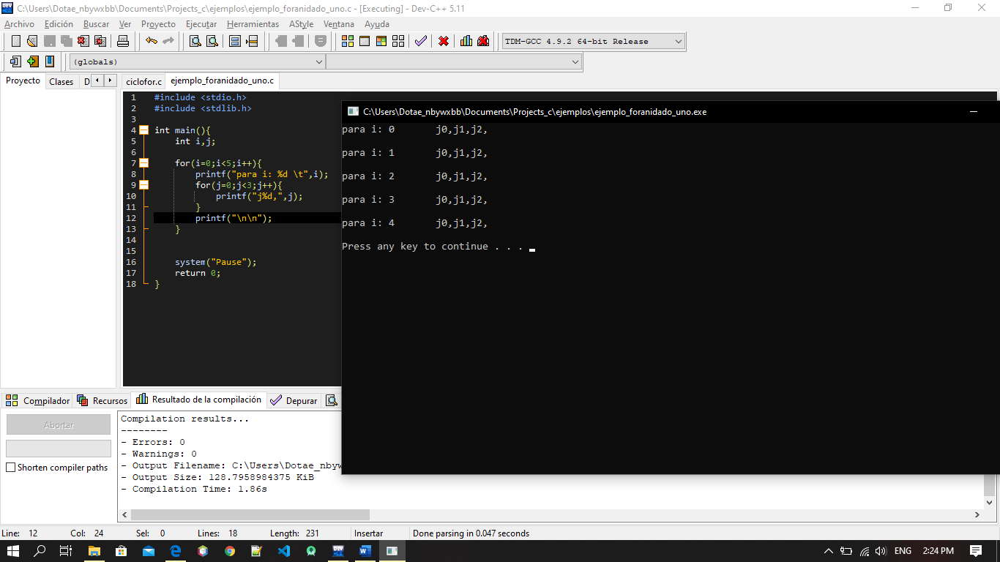 C:\Users\Dotae_nbywxbb\Documents\Projects_c\ejemplos\ejemplo_foranidado_uno.c - [Executing] - Dev-C++ 5.11
Archivo Edición Buscar Ver Proyecto Ejecutar Herramientas AStyle Ventana Ayuda
TDM-GCC 4.9.2 64-bit Release
(globals)
Proyecto Clases D
ciclofor.c ejemplo_foranidado_uno.c
1 #include <stdio.h>
2 #include <stdlib.h>
3
4 int main(){
5 int i,j;
6
7 for(i=0;i<5;i++){
8 printf("para i: %d \t",i);
9 for(j=0;j<3;j++){
10 printf("j%d,",j);
11 }
12 printf("\n\n");
13 }
14
15
16 system("Pause");
17 return 0;
18 }
C:\Users\Dotae_nbywxbb\Documents\Projects_c\ejemplos\ejemplo_foranidado_uno.exe
para i: 0 j0,j1,j2,
para i: 1 j0,j1,j2,
para i: 2 j0,j1,j2,
para i: 3 j0,j1,j2,
para i: 4 j0,j1,j2,
Press any key to continue . . .
Compilador Recursos Resultado de la compilación Depurar
Abortar
Shorten compiler paths
Compilation results...
--------
- Errors: 0
- Warnings: 0
- Output Filename: C:\Users\Dotae_nbyw
- Output Size: 128.7958984375 KiB
- Compilation Time: 1.86s
Line: 12 Col: 24 Sel: 0 Lines: 18 Length: 231 Insertar Done parsing in 0.047 seconds
ENG 2:24 PM